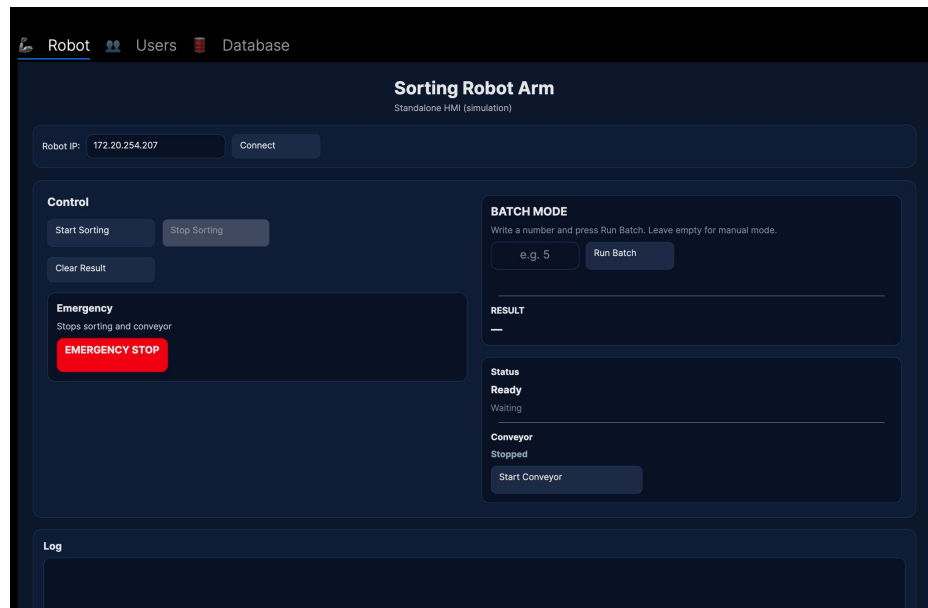 Robot Users Database
Sorting Robot Arm
Standalone HMI (simulation)
Robot IP: 172.20.254.207 Connect
Control
Start Sorting Stop Sorting
Clear Result
Emergency
Stops sorting and conveyor
EMERGENCY STOP
BATCH MODE
Write a number and press Run Batch. Leave empty for manual mode.
e.g. 5 Run Batch
RESULT
—
Status
Ready
Waiting
Conveyor
Stopped
Start Conveyor
Log